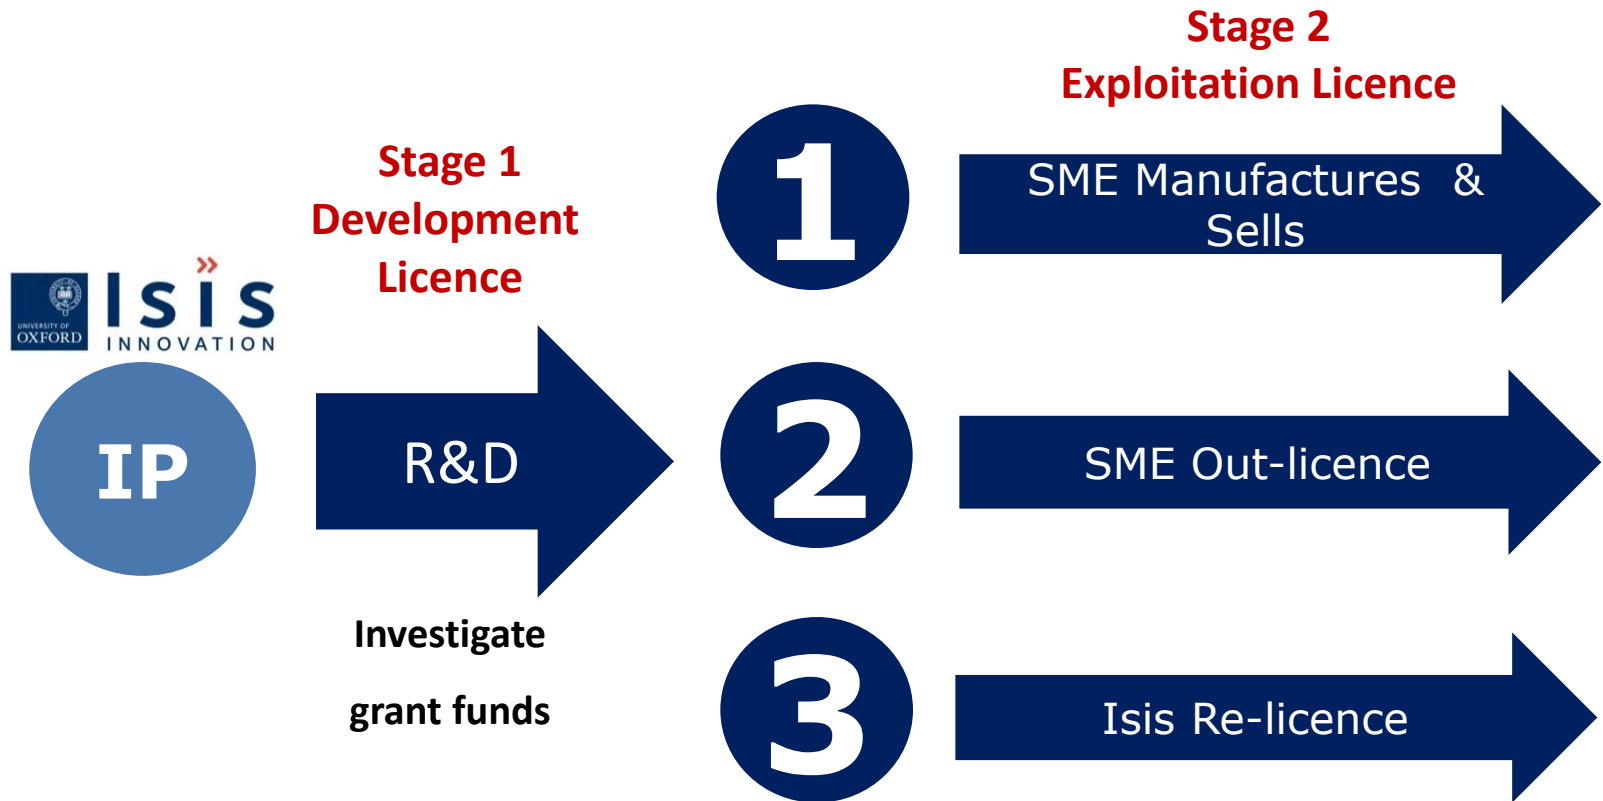 UNIVERSITY OF
OXFORD
Isis
INNOVATION
IP
Stage 1
Development
Licence
R&D
Investigate
grant funds
Stage 2
Exploitation Licence
1
SME Manufactures  &
Sells
2
SME Out-licence
3
Isis Re-licence